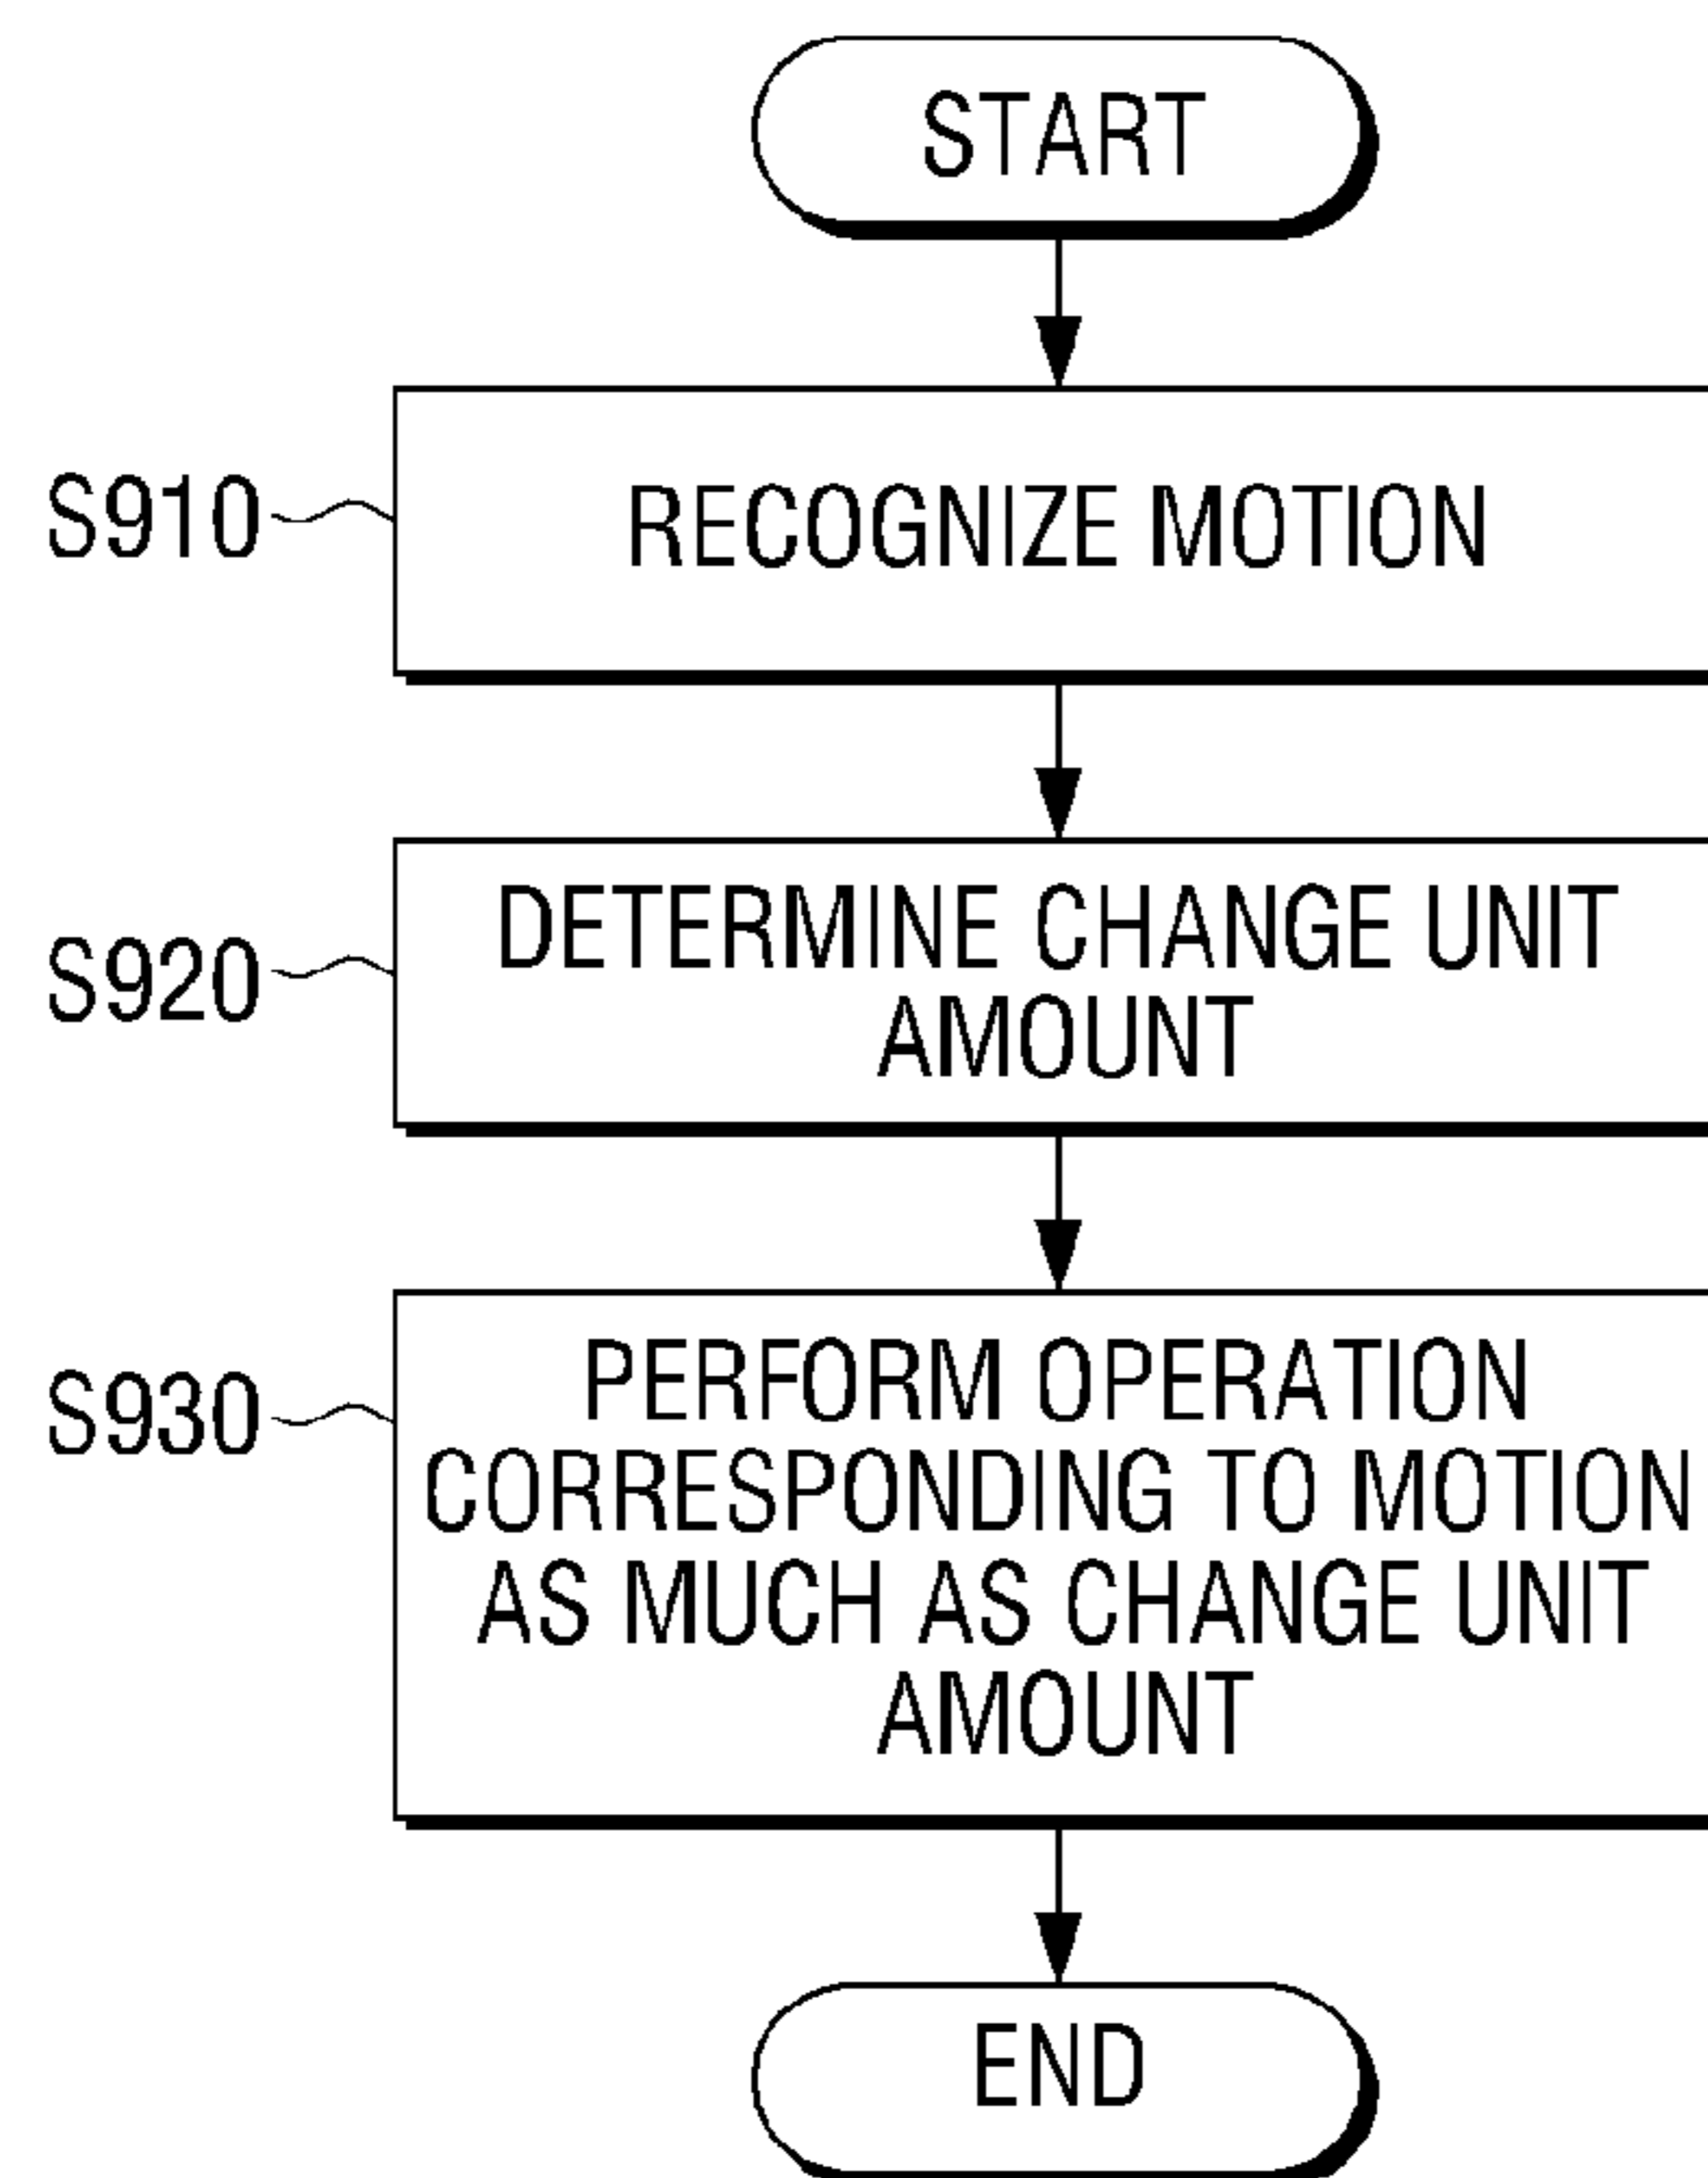 START
S910
RECOGNIZE MOTION
S920
DETERMINE CHANGE UNIT
AMOUNT
S930
PERFORM OPERATION
CORRESPONDING TO MOTION
AS MUCH AS CHANGE UNIT
AMOUNT
END